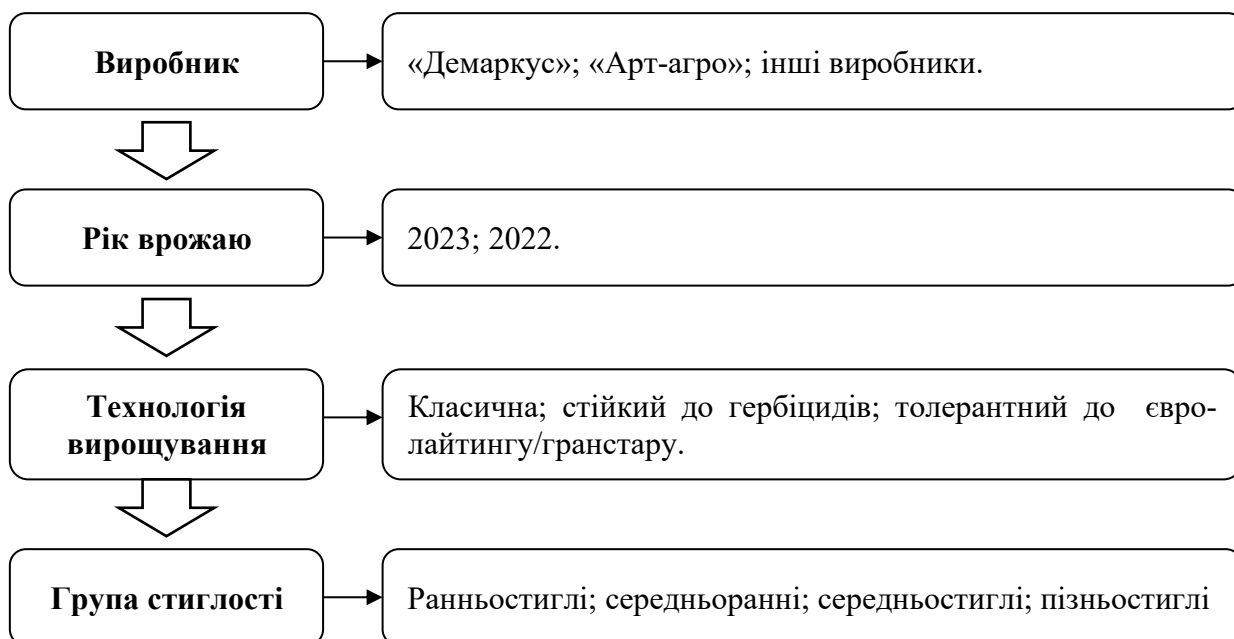 Виробник
«Демаркус»; «Арт-агро»; інші виробники.
Рік врожаю
2023; 2022.
Технологія
вирощування
Класична; стійкий до гербіцидів; толерантний до євро-
лайтингу/гранстару.
Група стиглості
Ранньостиглі; середньоранні; середньостиглі; пізньостиглі